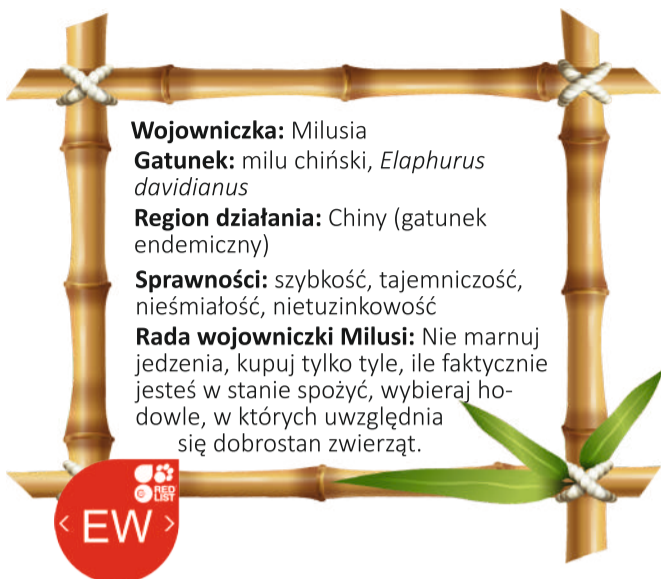 Wojowniczka: Milusia
Gatunek: milu chiński, Elaphurus
davidianus
Region działania: Chiny (gatunek
endemiczny)
Sprawności: szybkość, tajemniczość,
nieśmiałość, nietuzinkowość
Rada wojowniczki Milusi: Nie marnuj
jedzenia, kupuj tylko tyle, ile faktycznie
jesteś w stanie spożyć, wybieraj ho-
dowle, w których uwzględnia
się dobrostan zwierząt.
RED
LIST
< EW >